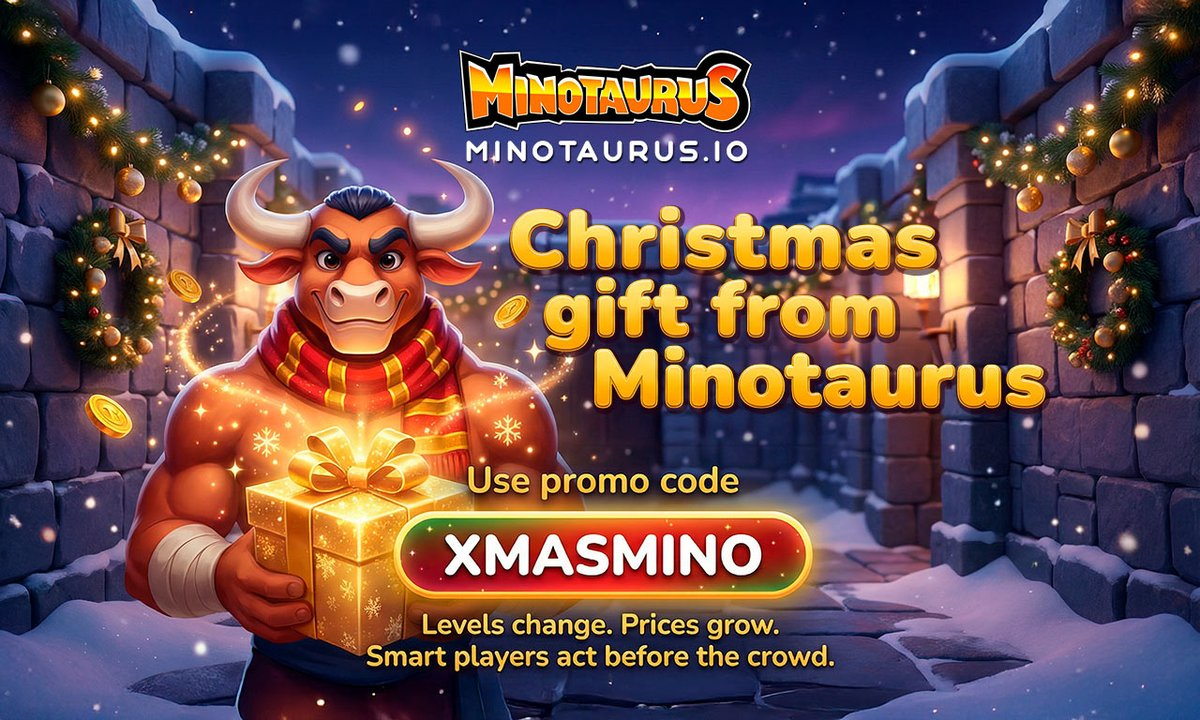 MINOTAURUS
MINOTAURUS.IO
Christmas
gift from
Minotaurus
Use promo code
XMASMINO
Levels change. Prices grow.
Smart players act before the crowd.